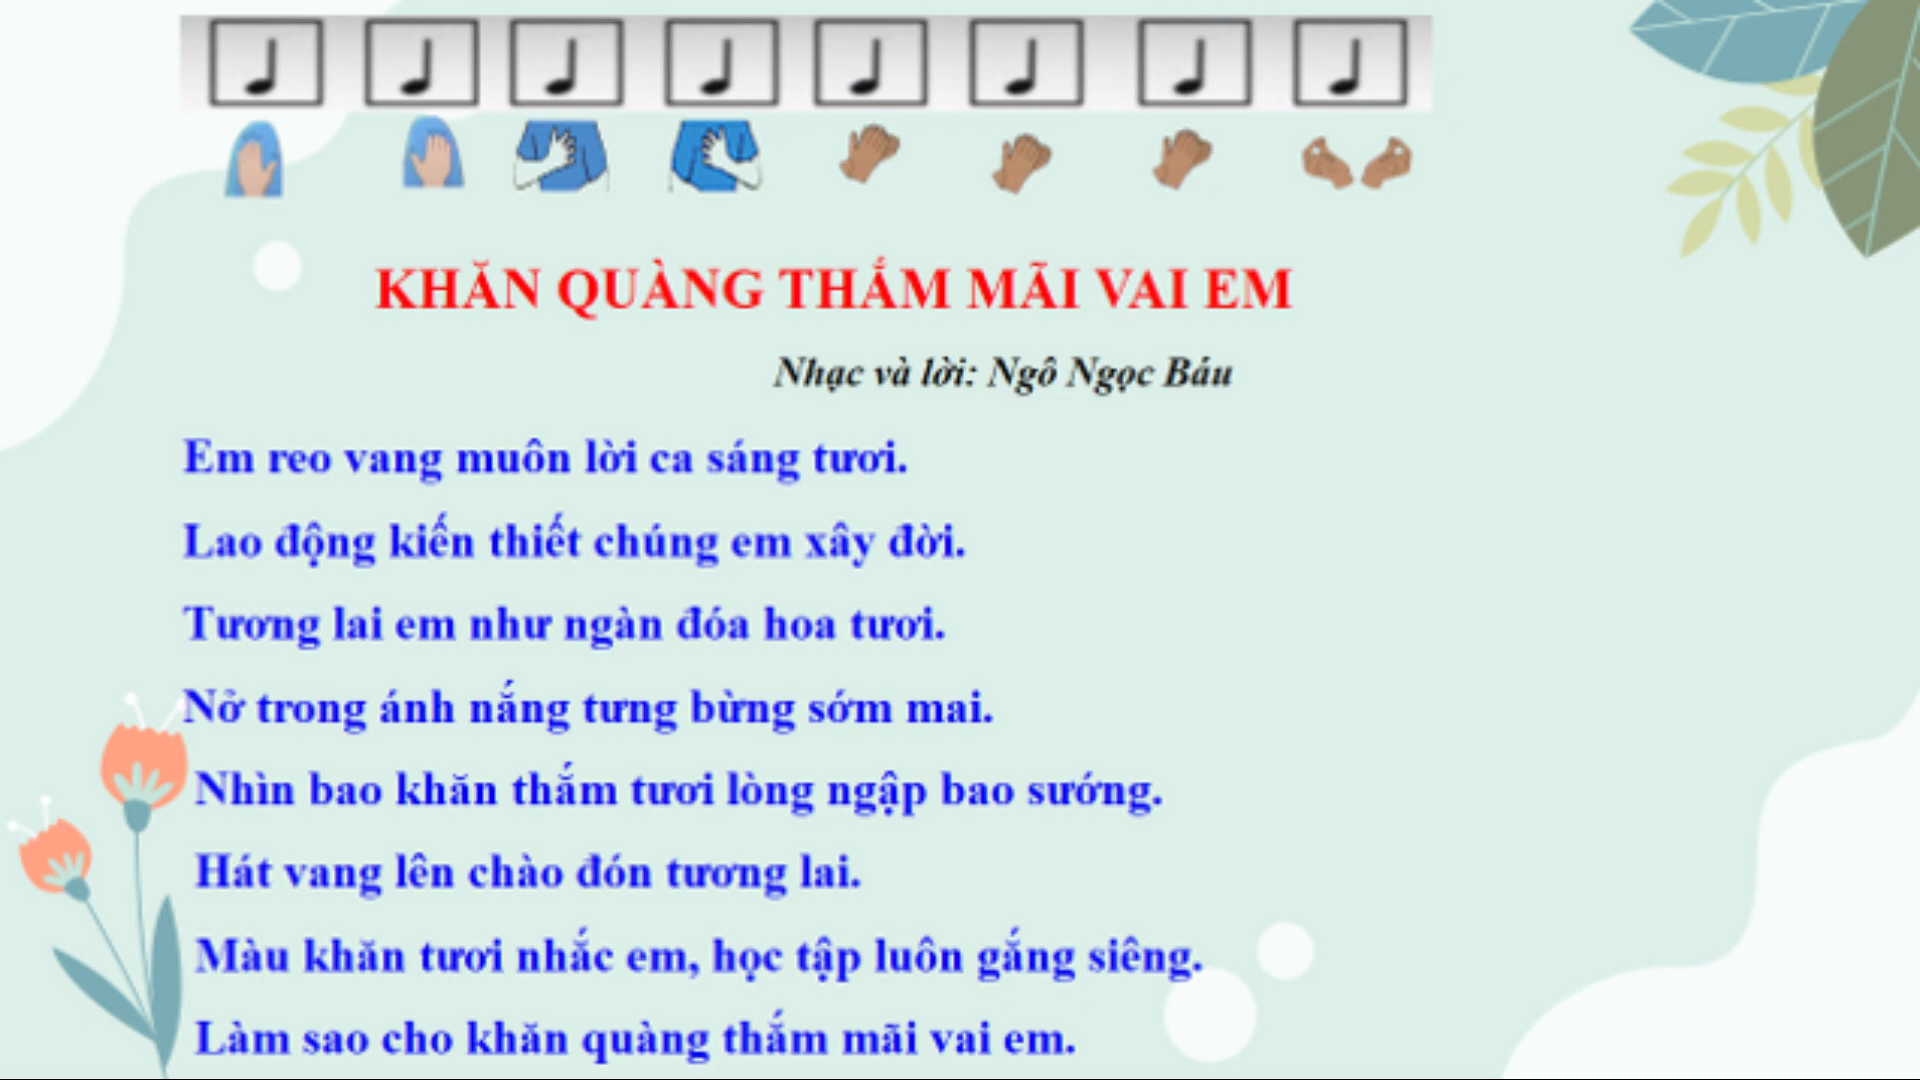 KHĂN QUÀNG THẮM MÃI VAI EM
Nhạc và lời: Ngô Ngọc Báu
Em reo vang muôn lời ca sáng tươi.
Lao động kiến thiết chúng em xây đời.
Tương lai em như ngàn đóa hoa tươi.
Nở trong ánh nắng tưng bừng sớm mai.
Nhìn bao khăn thắm tươi lòng ngập bao sướng.
Hát vang lên chào đón tương lai.
Màu khăn tươi nhắc em, học tập luôn gắng siêng.
Làm sao cho khăn quàng thắm mãi vai em.